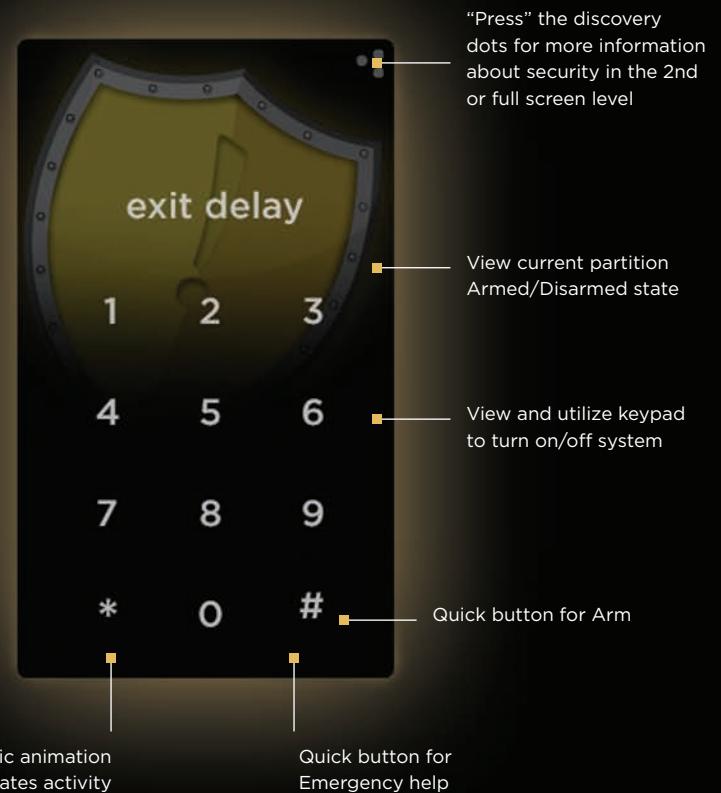 “Press” the discovery
dots for more information
about security in the 2nd
or full screen level
exit delay
View current partition
Armed/Disarmed state
1 2 3
4 5 6
View and utilize keypad
to turn on/off system
7 8 9
* 0 #
Quick button for Arm
animation
activity
Quick button for
Emergency help